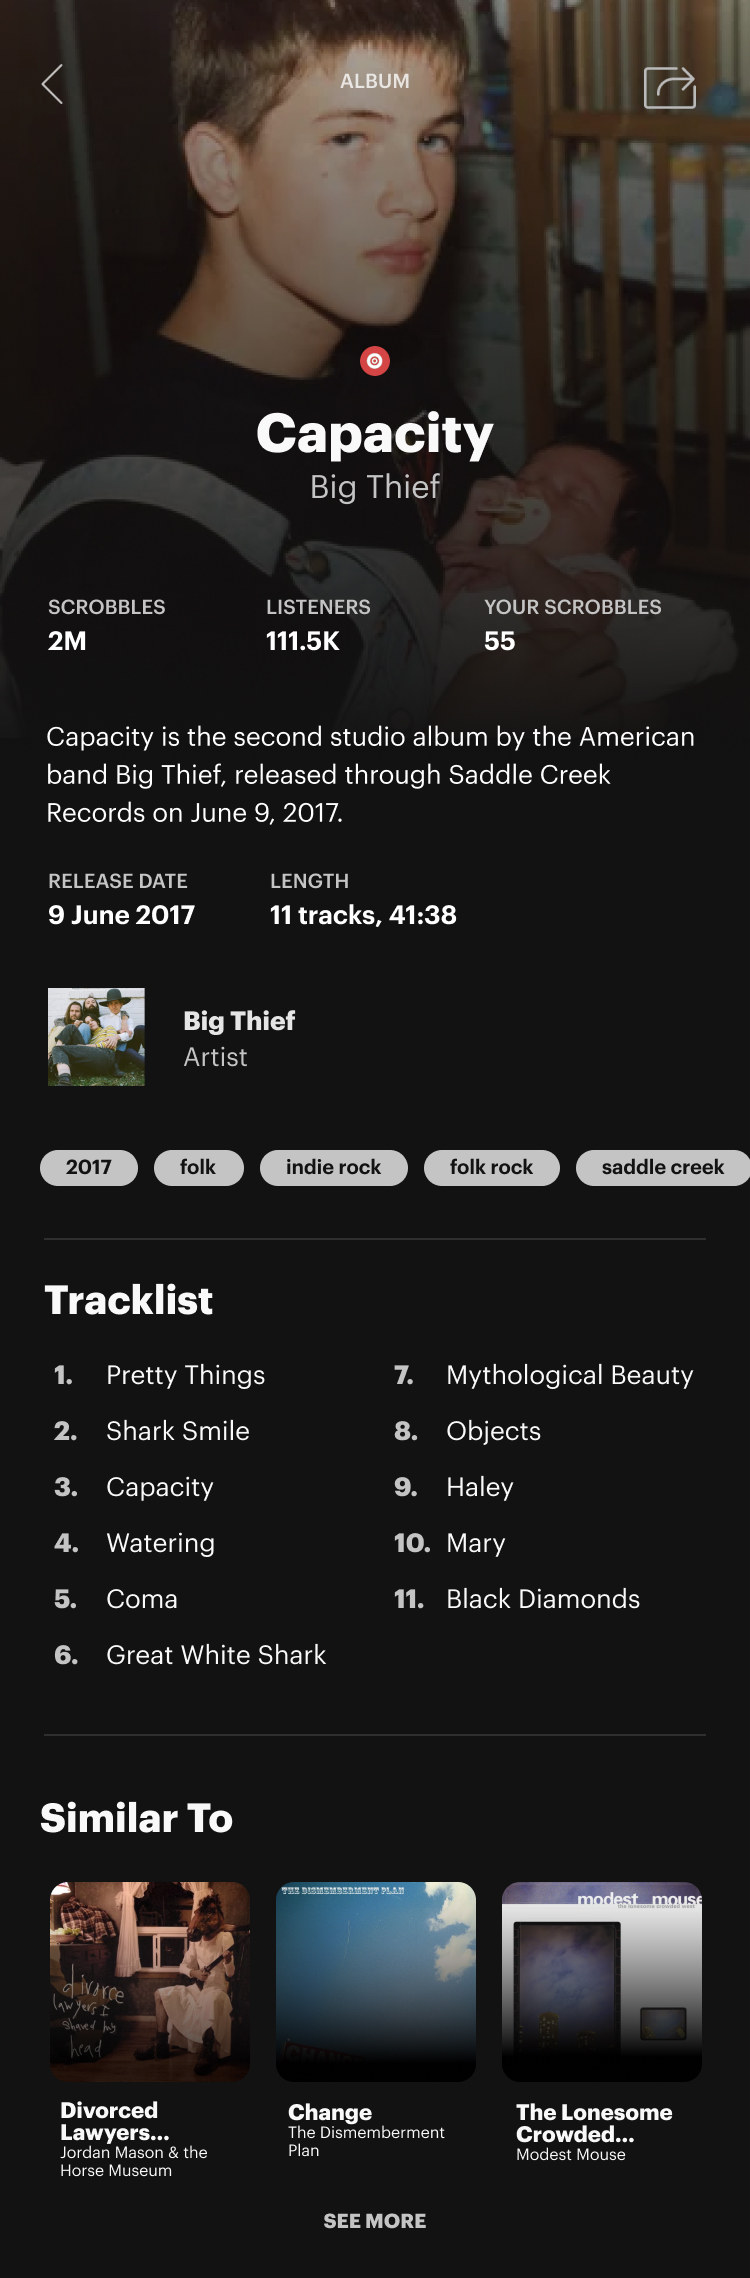 ALBUM
Capacity
Big Thief
SCROBBLES
2M
LISTENERS
111.5K
YOUR SCROBBLES
55
Capacity is the second studio album by the American
band Big Thief, released through Saddle Creek
Records on June 9, 2017.
RELEASE DATE
9 June 2017
LENGTH
11 tracks, 41:38
Big Thief
Artist
2017
folk
indie rock
folk rock
saddle creek
Tracklist
1. Pretty Things
2. Shark Smile
3. Capacity
4. Watering
5. Coma
6. Great White Shark
7. Mythological Beauty
8. Objects
9. Haley
10. Mary
11. Black Diamonds
Similar To
divorce
lawyers I
shaved my
head
Divorced
Lawyers...
Jordan Mason & the
Horse Museum
THE DISMEMBERMENT PLAN
CHANGE
Change
The Dismemberment
Plan
modest mouse
the lonesome crowded west
The Lonesome
Crowded...
Modest Mouse
SEE MORE